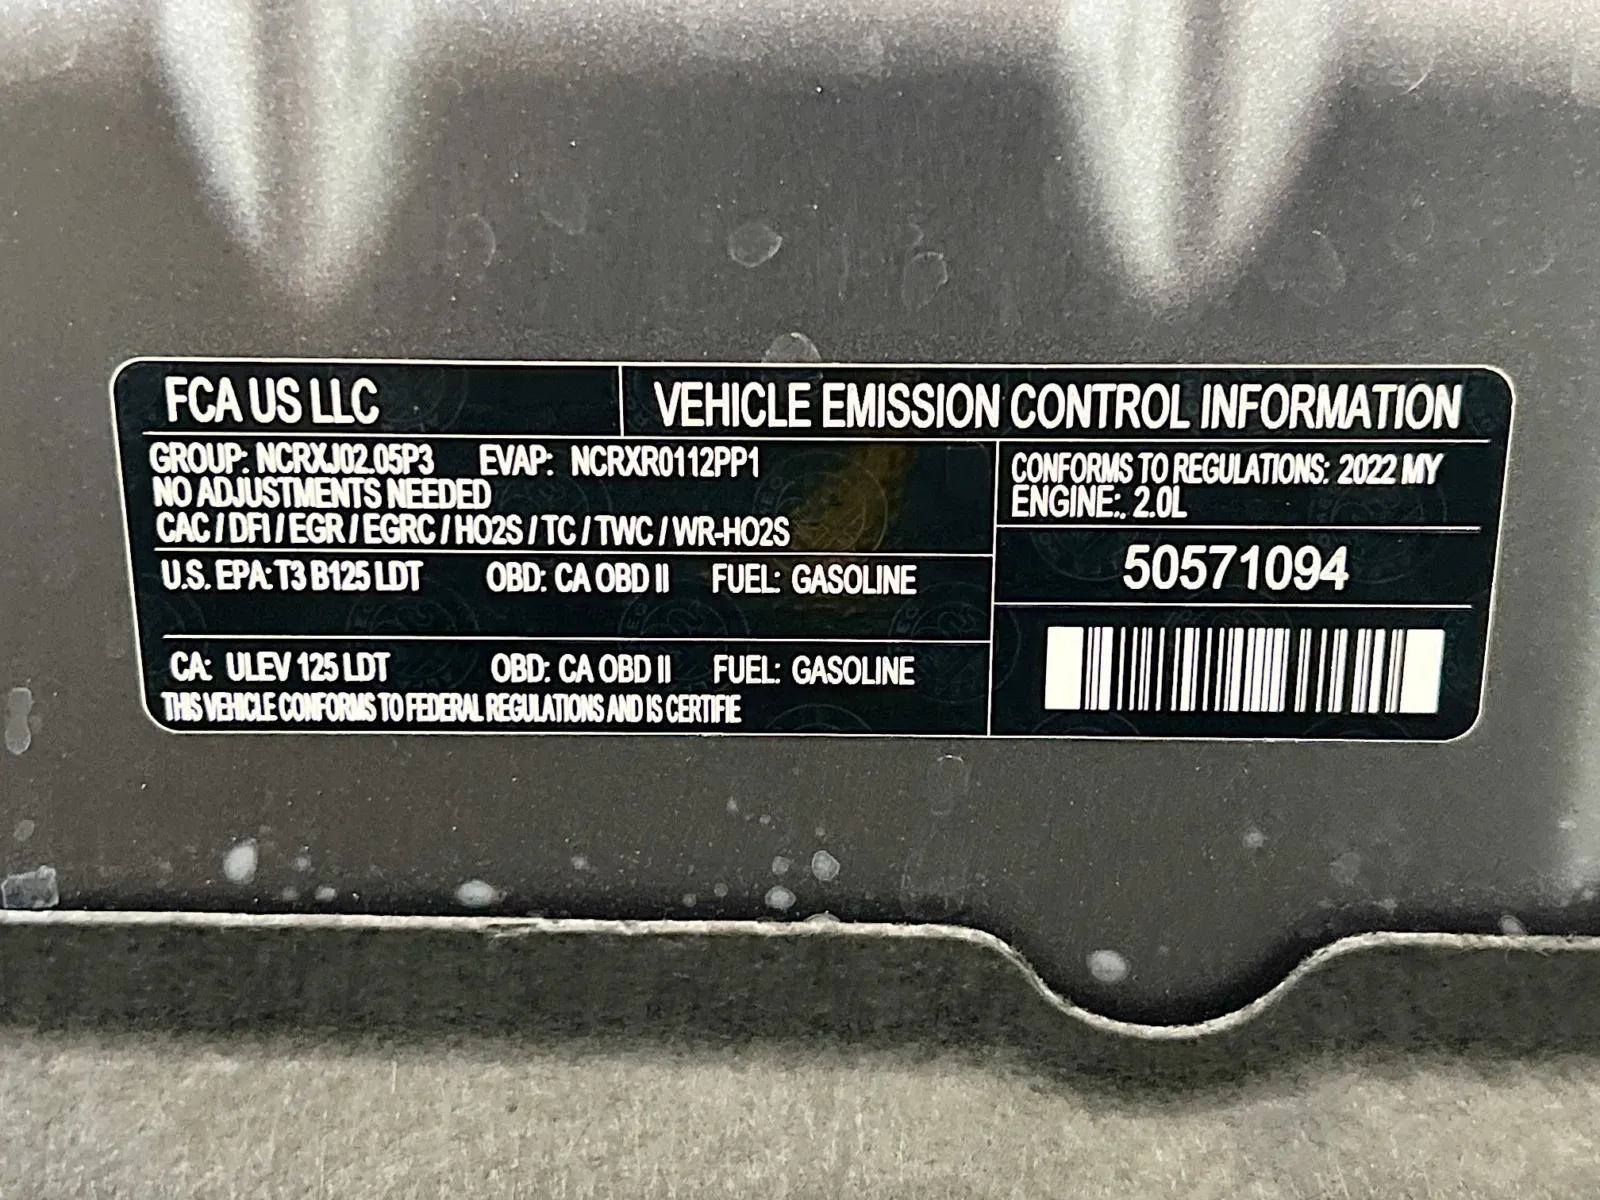 FCA US LLC
VEHICLE EMISSION CONTROL INFORMATION
GROUP: NCRXJ02.05P3 EVAP: NCRXR0112PP1
NO ADJUSTMENTS NEEDED
CAC / DFI / EGR / EGRC / HO2S / TC / TWC / WR-HO2S
U.S. EPA: T3 B125 LDT OBD: CA OBD II FUEL: GASOLINE
CA: ULEV 125 LDT OBD: CA OBD II FUEL: GASOLINE
THIS VEHICLE CONFORMS TO FEDERAL REGULATIONS AND IS CERTIFIE
CONFORMS TO REGULATIONS: 2022 MY
ENGINE:. 2.0L
50571094